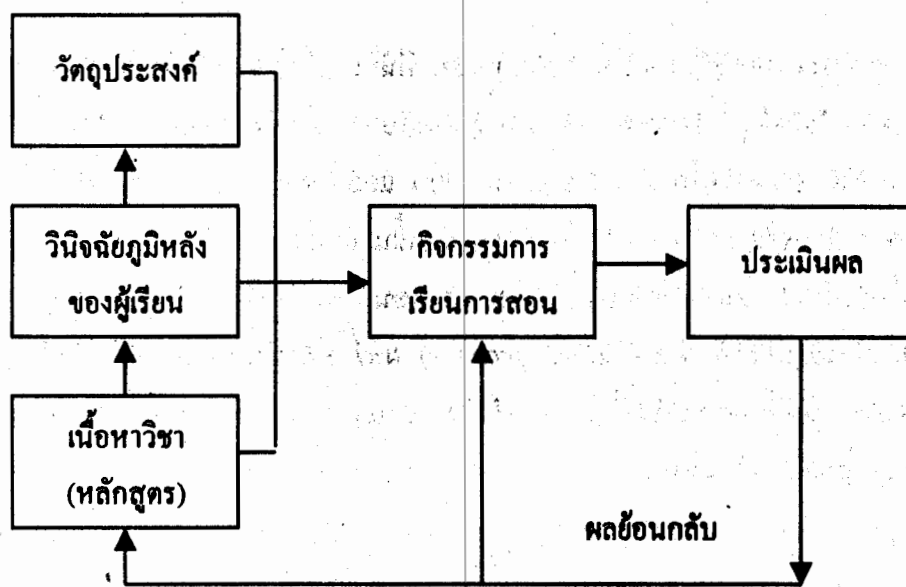 วัตถุประสงค์
วินิจฉัยภูมิหลัง
ของผู้เรียน
เนื้อหาวิชา
(หลักสูตร)
กิจกรรมการ
เรียนการสอน
ประเมินผล
ผลย้อนกลับ